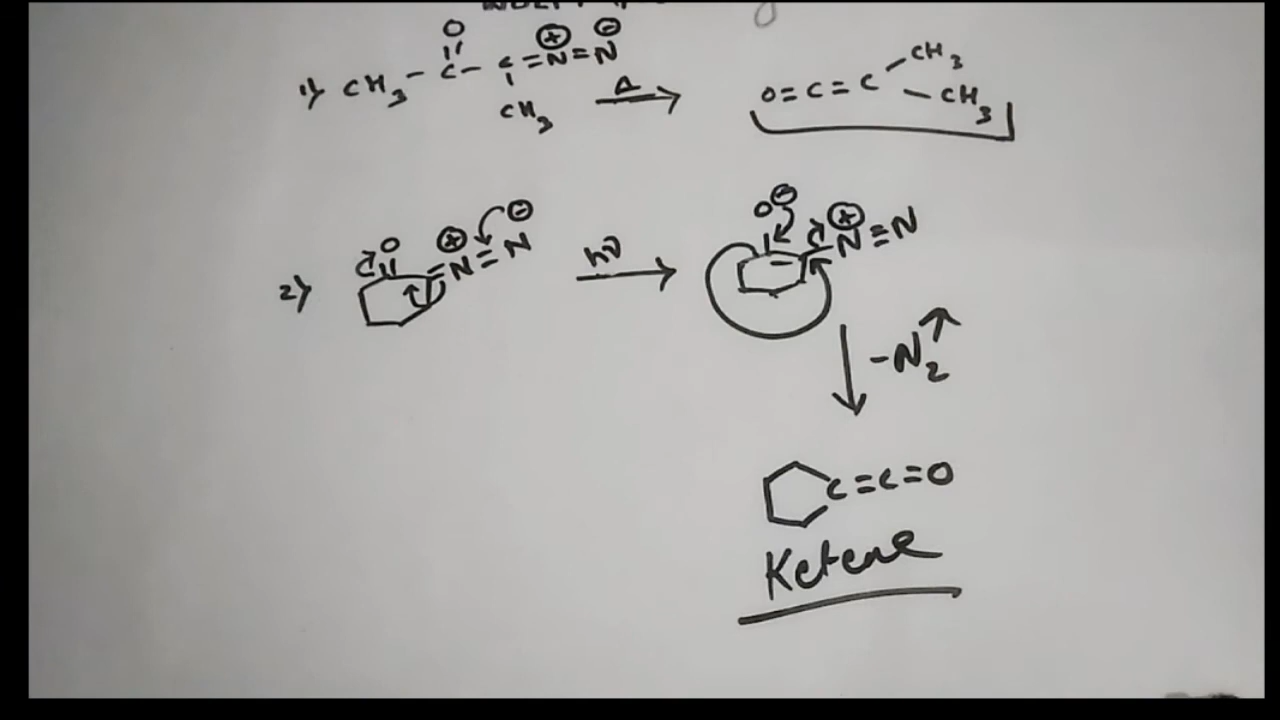 O ⊕ ⊖
1) CH3 - C - C = N = N
CH3
Δ
O = C = C - CH3
- CH3
2) O ⊕ N = N ⊖
hν
O ⊖ ⊕ N ≡ N
- N2 ↑
C = C = O
Ketene